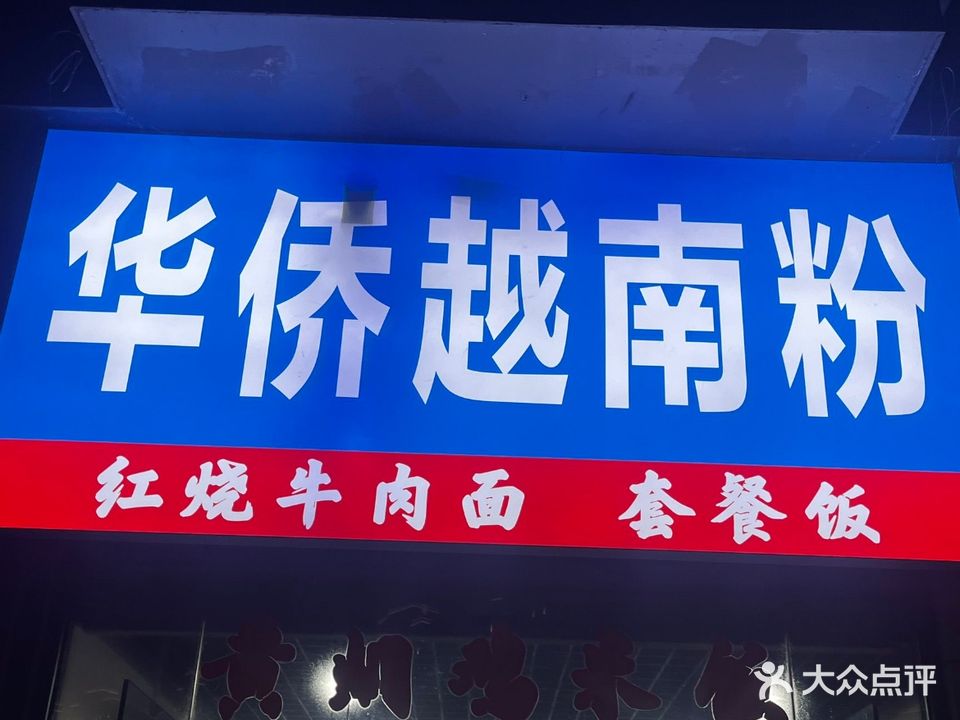 华侨越南粉
红烧牛肉面 套餐饭
大众点评